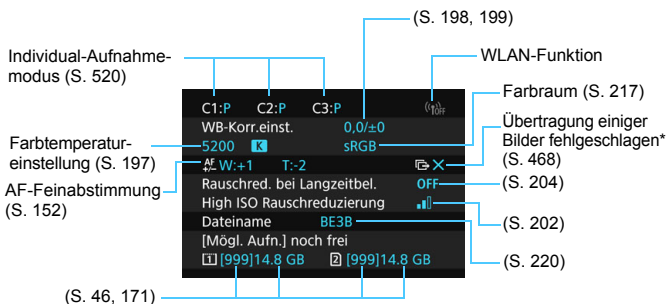 (S. 198, 199)
Individual-Aufnahme-
modus (S. 520)
WLAN-Funktion
Farbraum (S. 217)
Übertragung einiger
Bilder fehlgeschlagen*
(S. 468)
Farbtemperatur-
einstellung (S. 197)
AF-Feinabstimmung
(S. 152)
(S. 204)
(S. 202)
(S. 220)
(S. 46, 171)
C1:P C2:P C3:P OFF
WB-Korr.einst. 0,0/±0
5200 K sRGB
AF +/- W:+1 T:-2
Rauschred. bei Langzeitbel. OFF
High ISO Rauschreduzierung
Dateiname BE3B
[Mögl. Aufn.] noch frei
1 [999]14.8 GB 2 [999]14.8 GB